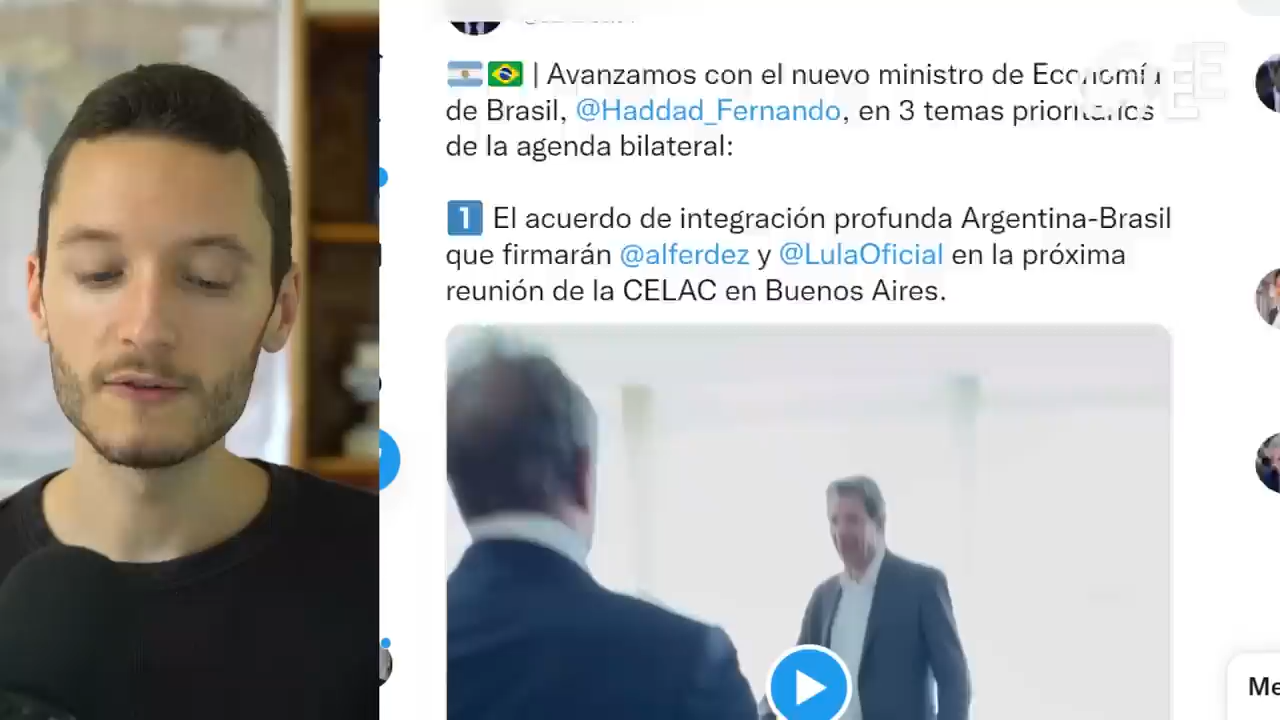 | Avanzamos con el nuevo ministro de Economía
de Brasil, @Haddad_Fernando, en 3 temas prioritarios
de la agenda bilateral:
1 El acuerdo de integración profunda Argentina-Brasil
que firmarán @alferdez y @LulaOficial en la próxima
reunión de la CELAC en Buenos Aires.
Me